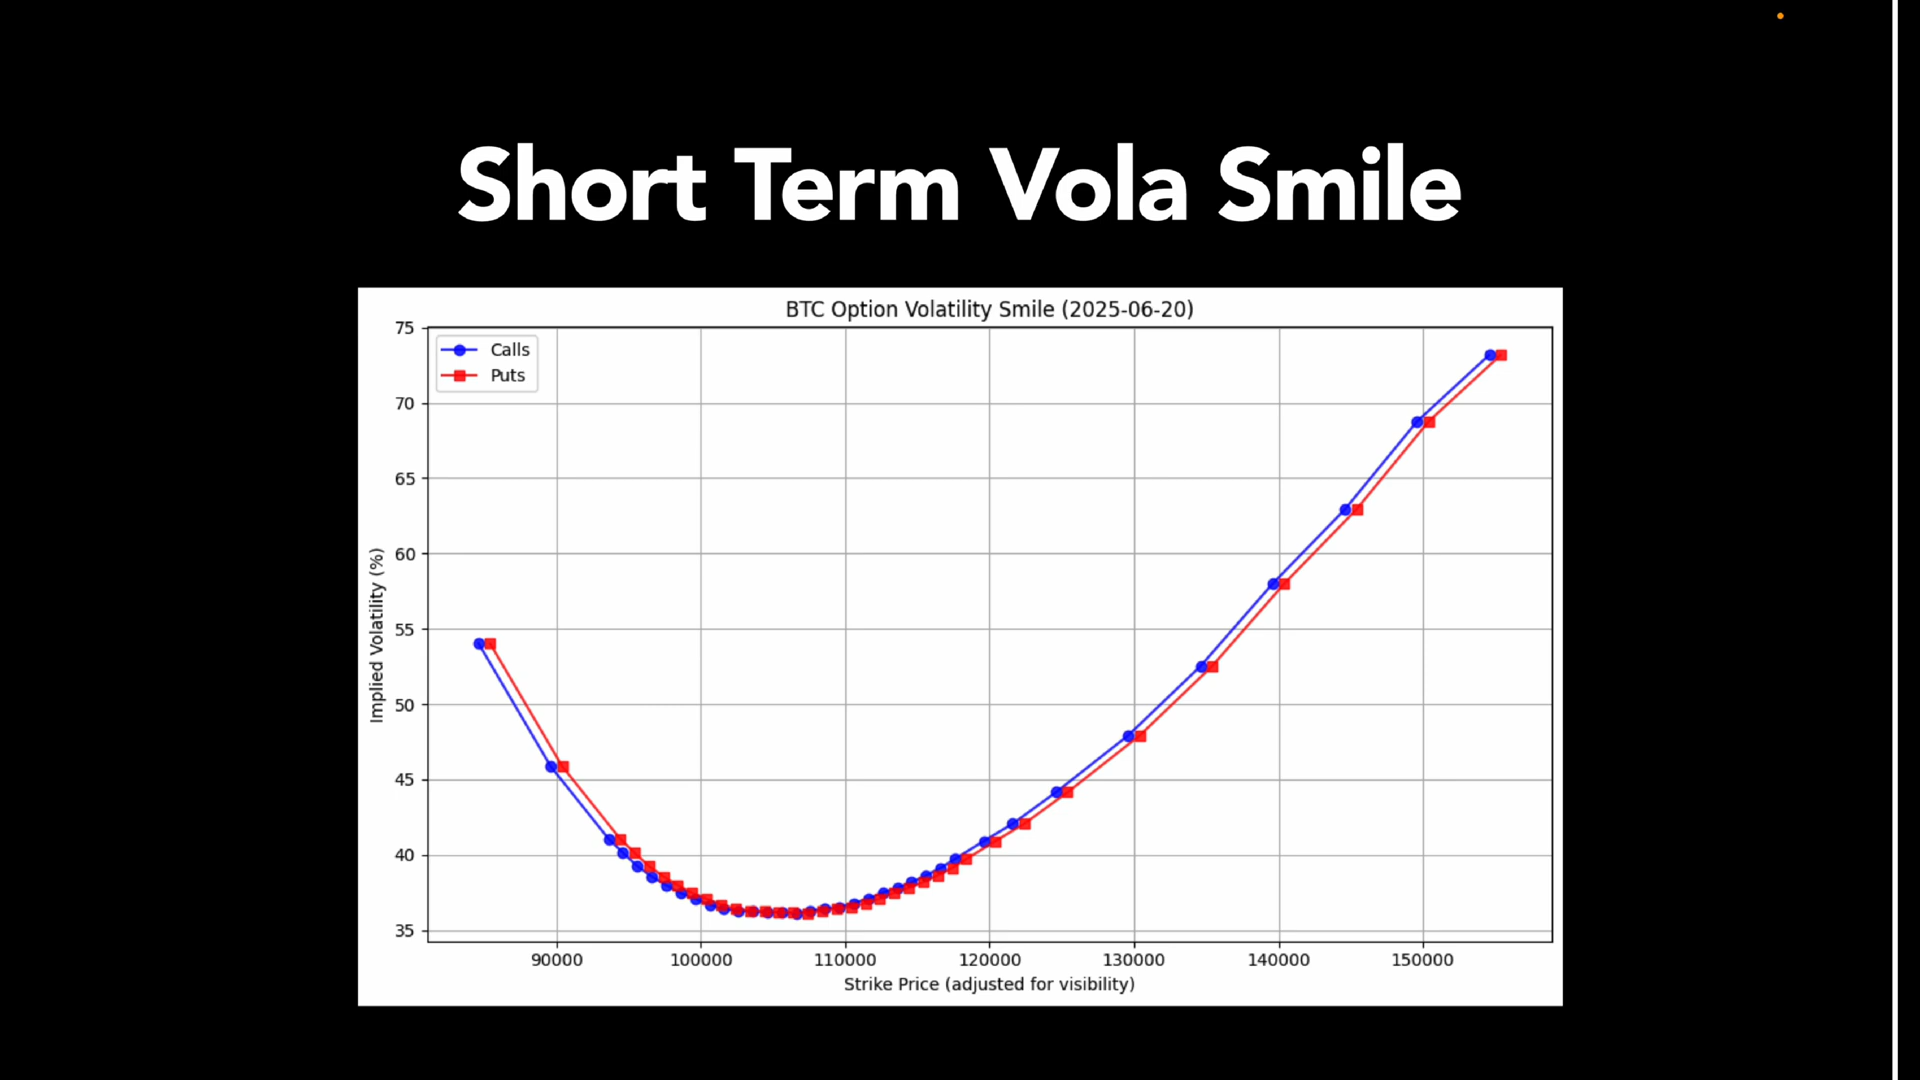 Short Term Vola Smile
BTC Option Volatility Smile (2025-06-20)
Calls
Puts
Implied Volatility (%)
75
70
65
60
55
50
45
40
35
90000 100000 110000 120000 130000 140000 150000
Strike Price (adjusted for visibility)